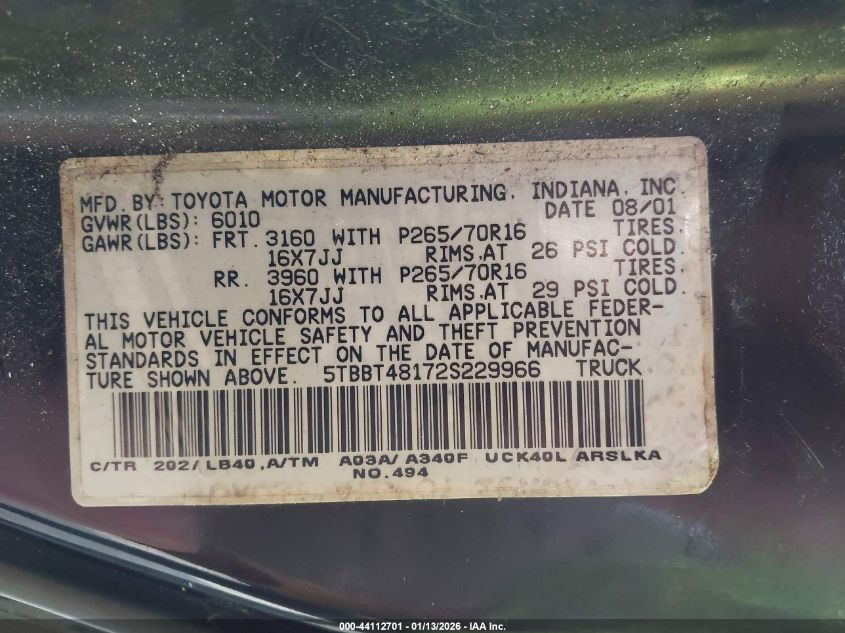 MFD. BY: TOYOTA MOTOR MANUFACTURING, INDIANA, INC.
GVWR(LBS): 6010 DATE 08/01
GAWR(LBS): FRT. 3160 WITH P265/70R16 TIRES.
16X7JJ RIMS.AT 26 PSI COLD.
RR. 3960 WITH P265/70R16 TIRES.
16X7JJ RIMS.AT 29 PSI COLD.
THIS VEHICLE CONFORMS TO ALL APPLICABLE FEDER-
AL MOTOR VEHICLE SAFETY AND THEFT PREVENTION
STANDARDS IN EFFECT ON THE DATE OF MANUFAC-
TURE SHOWN ABOVE. 5TBBT48172S229966 TRUCK
C/TR 202/LB40,A/TM A03A/A340F UCK40L ARSLKA
NO.494
000-44112701 - 01/13/2026 - IAA Inc.